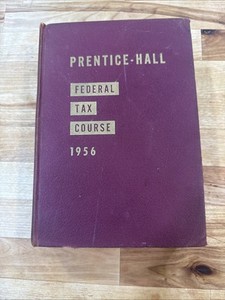 PRENTICE-HALL
FEDERAL
TAX
COURSE
1956